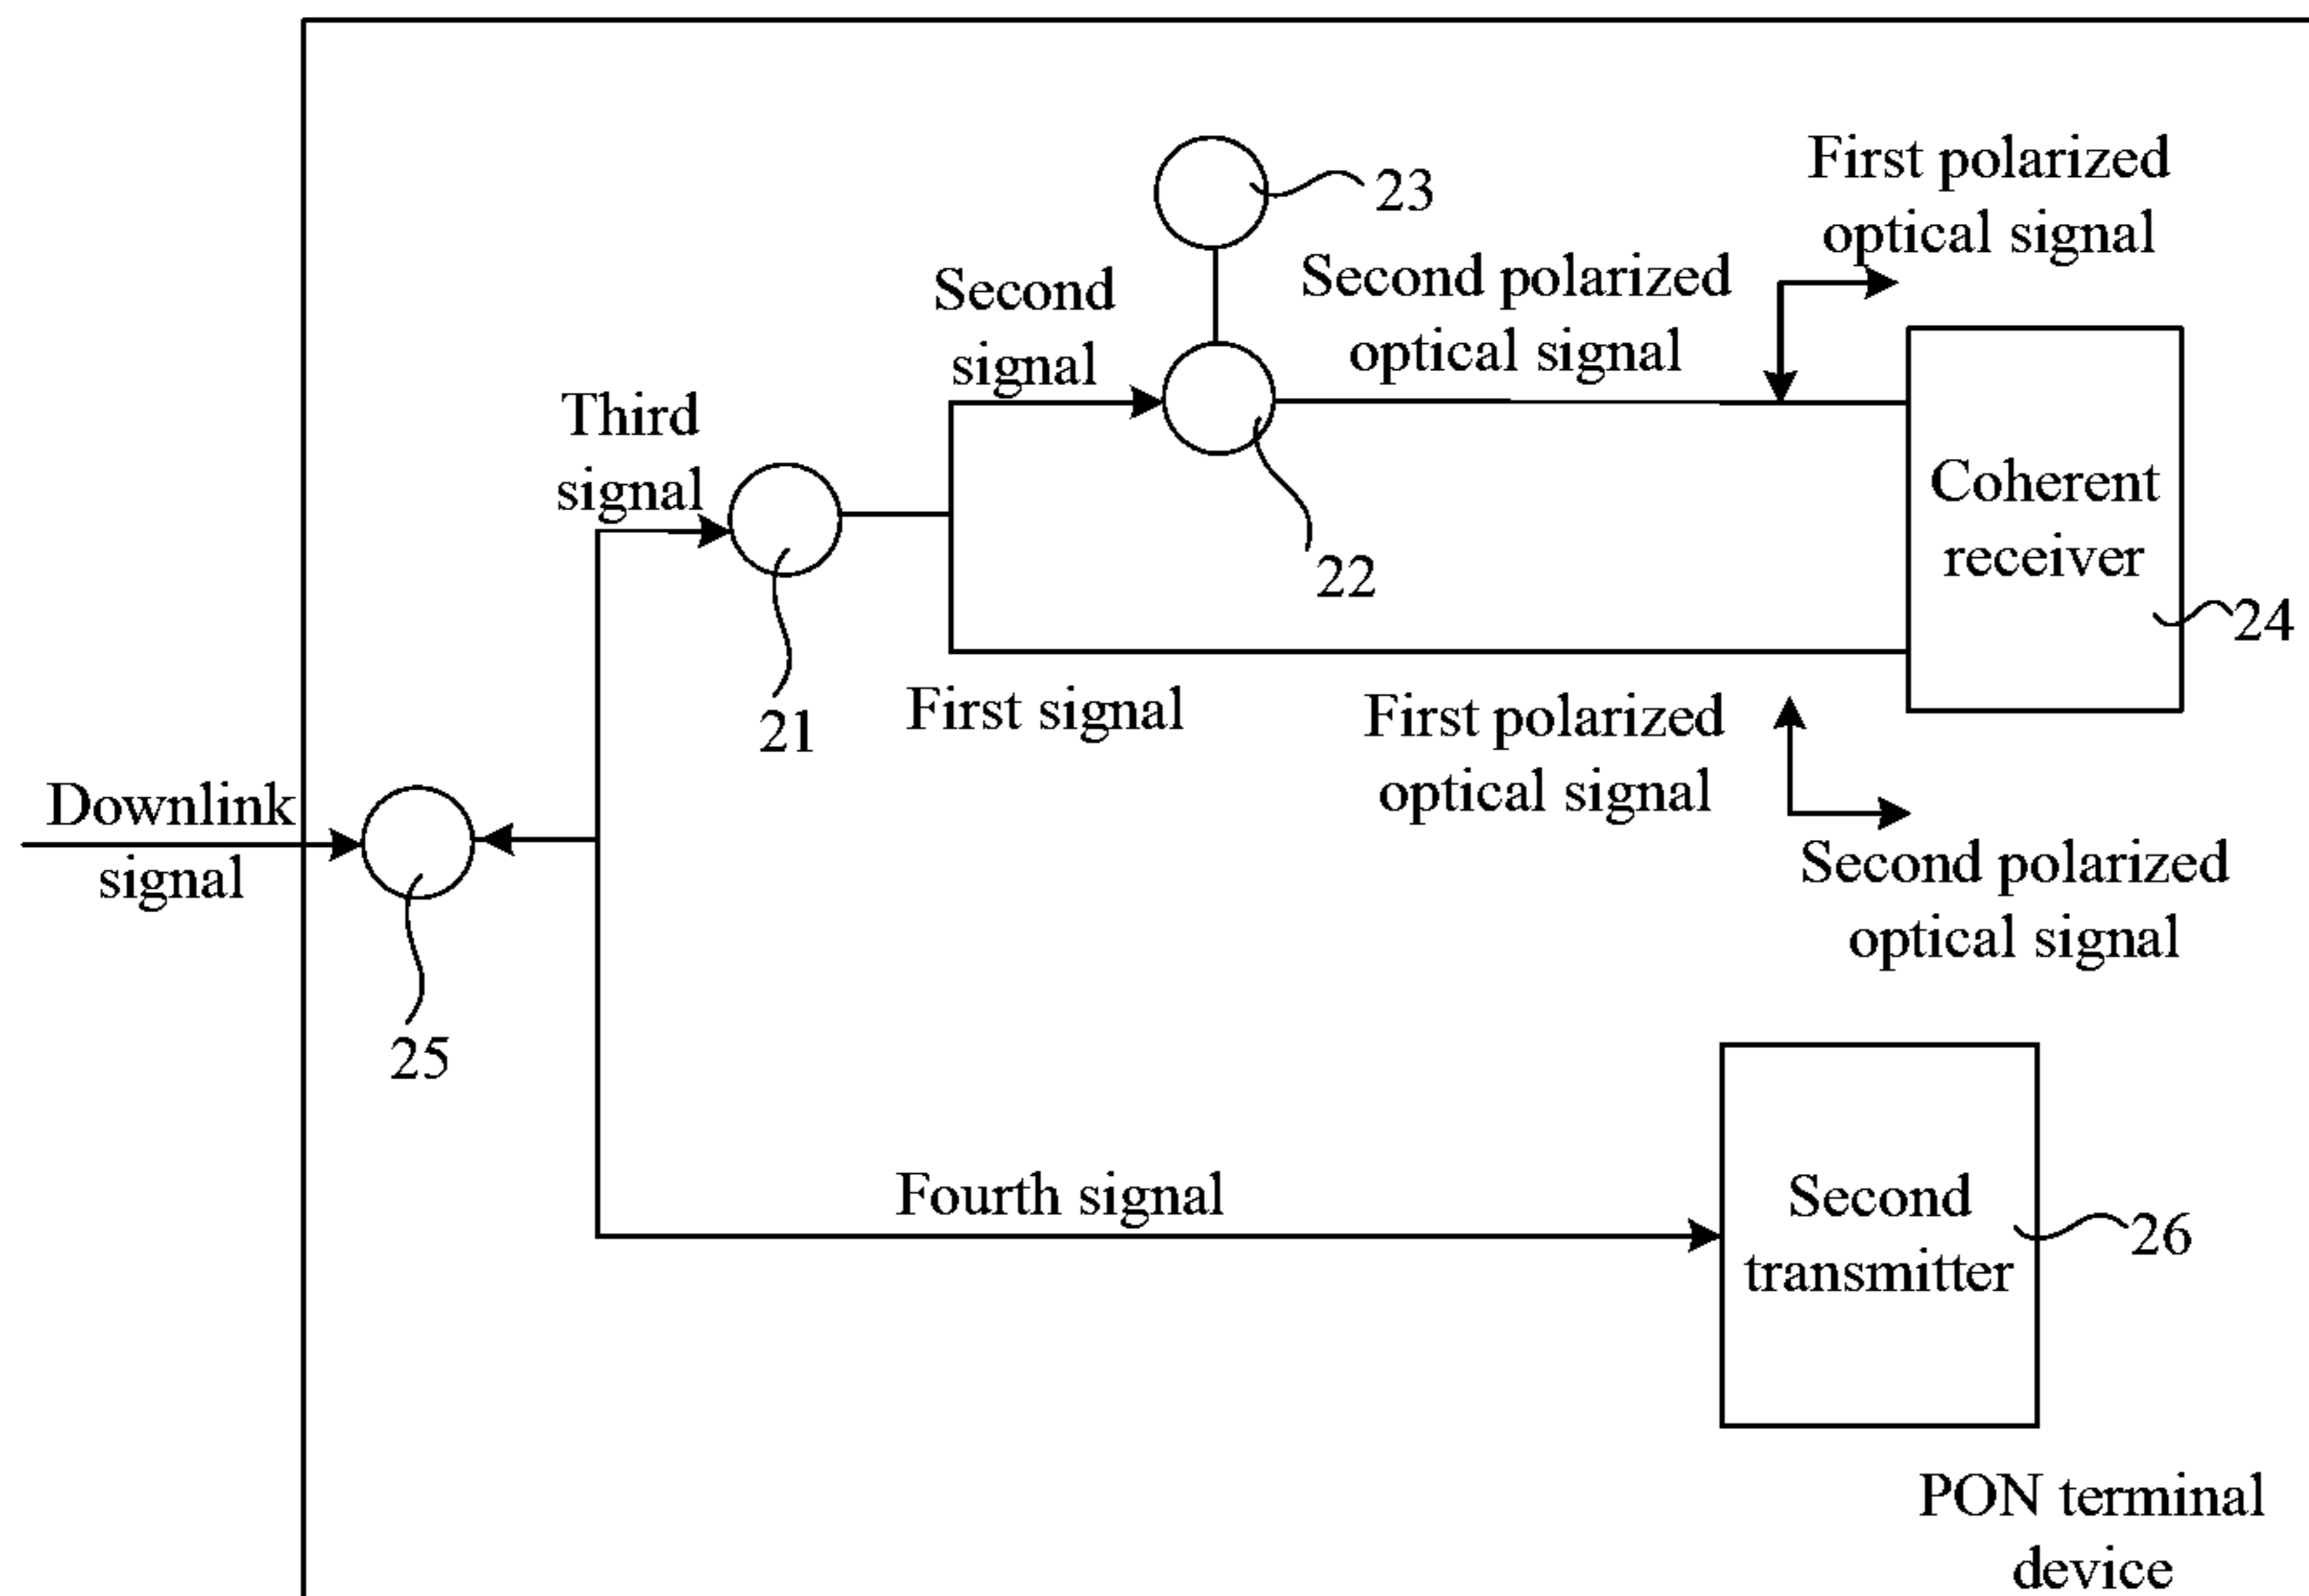 First polarized
optical signal
23
Second
signal
Second polarized
optical signal
Third
signal
Coherent
receiver
22
24
21
First signal
First polarized
optical signal
Downlink
signal
Second polarized
optical signal
25
Fourth signal
Second
transmitter
26
PON terminal
device